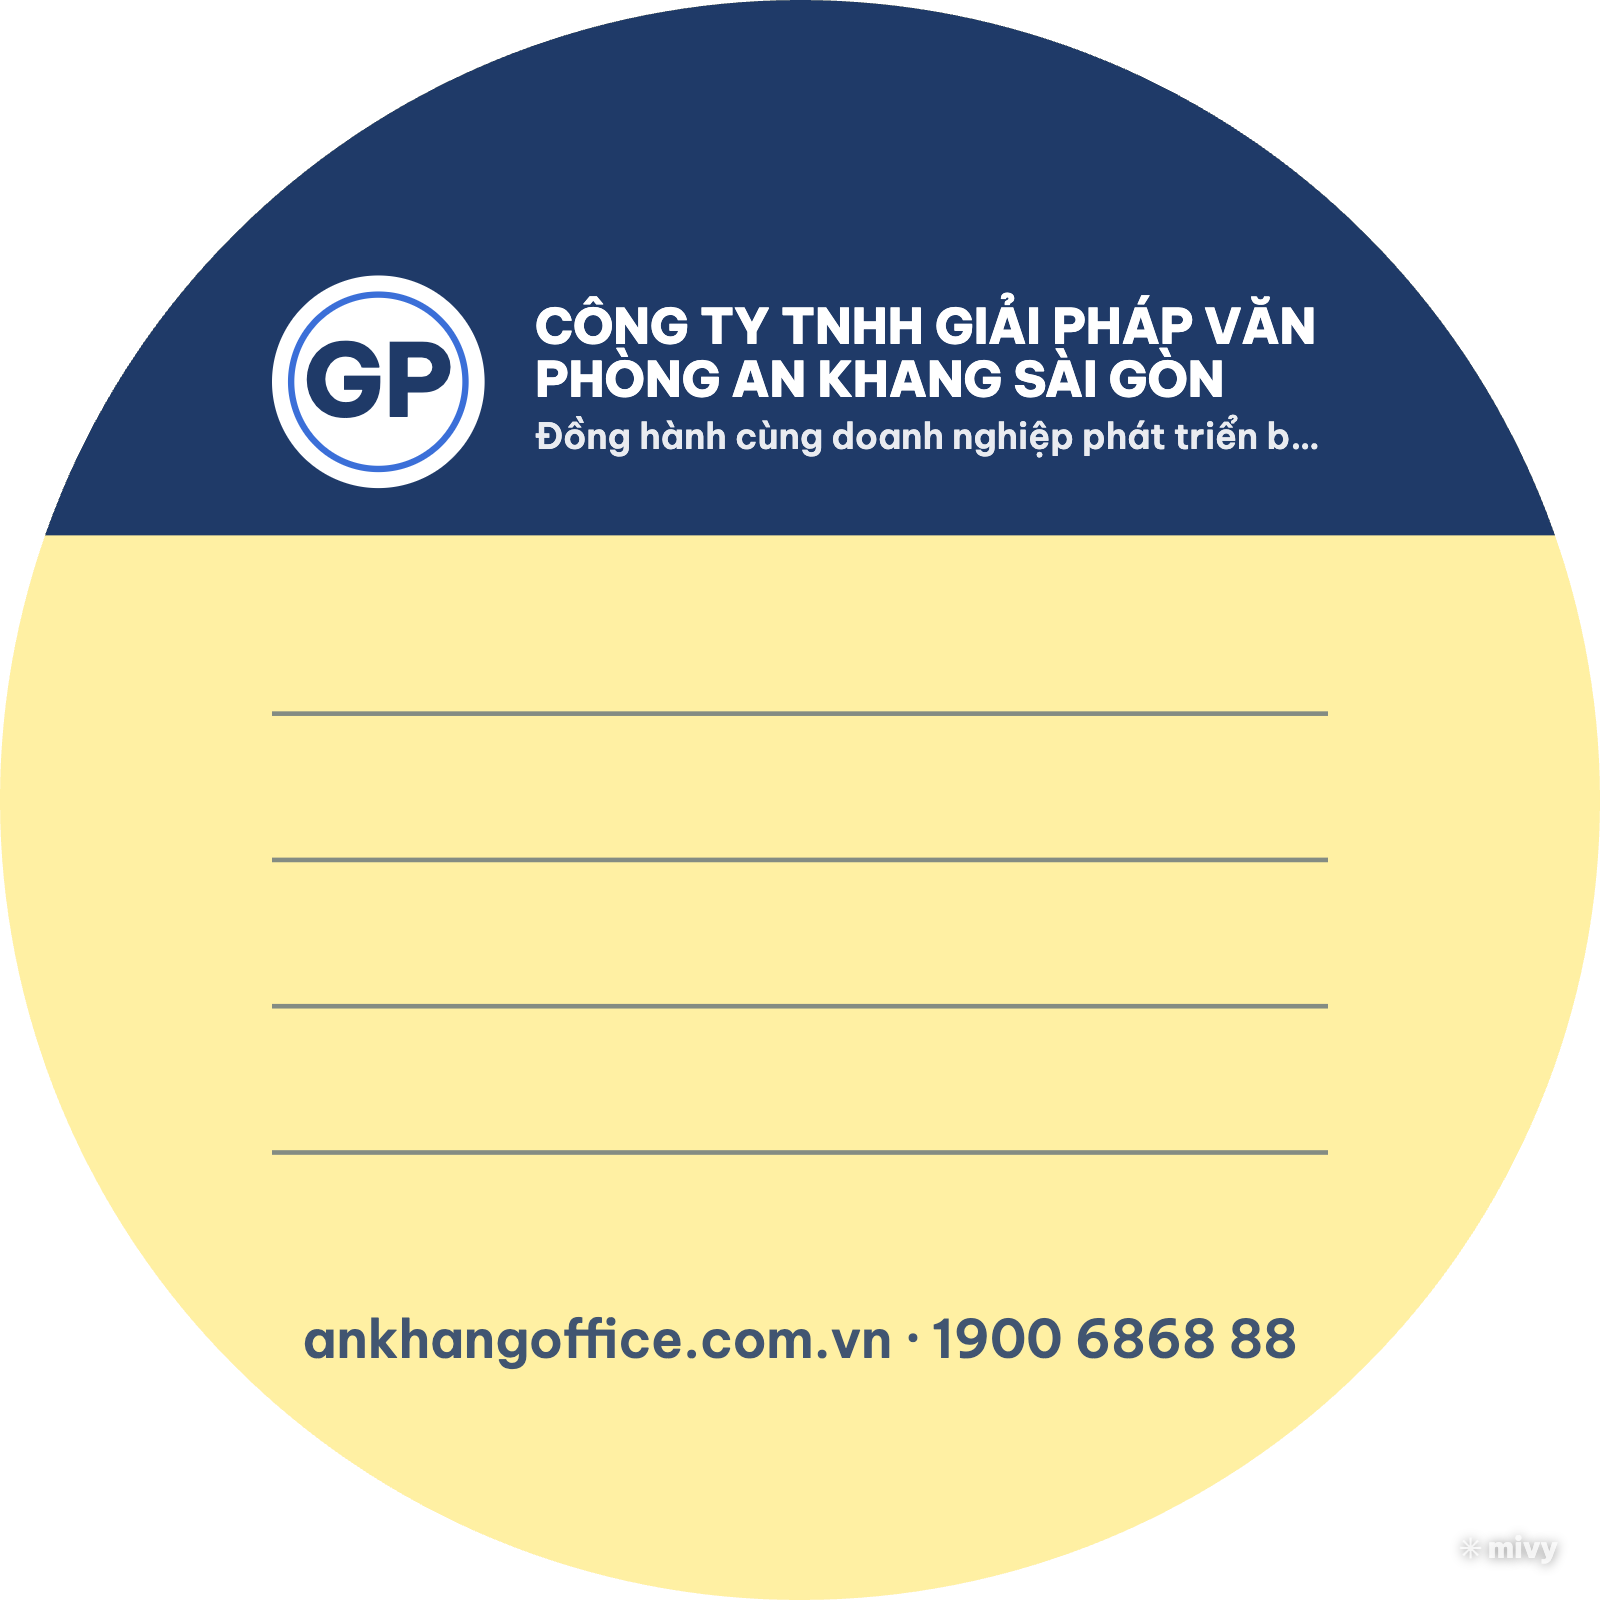 GP
CÔNG TY TNHH GIẢI PHÁP VĂN
PHÒNG AN KHANG SÀI GÒN
Đồng hành cùng doanh nghiệp phát triển b...
ankhangoffice.com.vn · 1900 6868 88
mivy